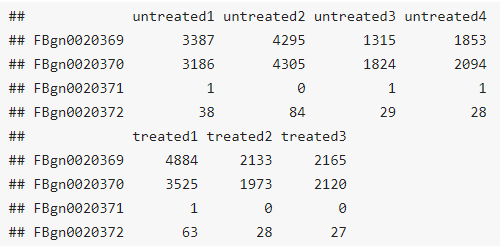 ##             untreated1 untreated2 untreated3 untreated4
## FBgn0020369       3387       4295       1315       1853
## FBgn0020370       3186       4305       1824       2094
## FBgn0020371          1          0          1          1
## FBgn0020372         38         84         29         28
##             treated1 treated2 treated3
## FBgn0020369     4884     2133     2165
## FBgn0020370     3525     1973     2120
## FBgn0020371        1        0        0
## FBgn0020372       63       28       27